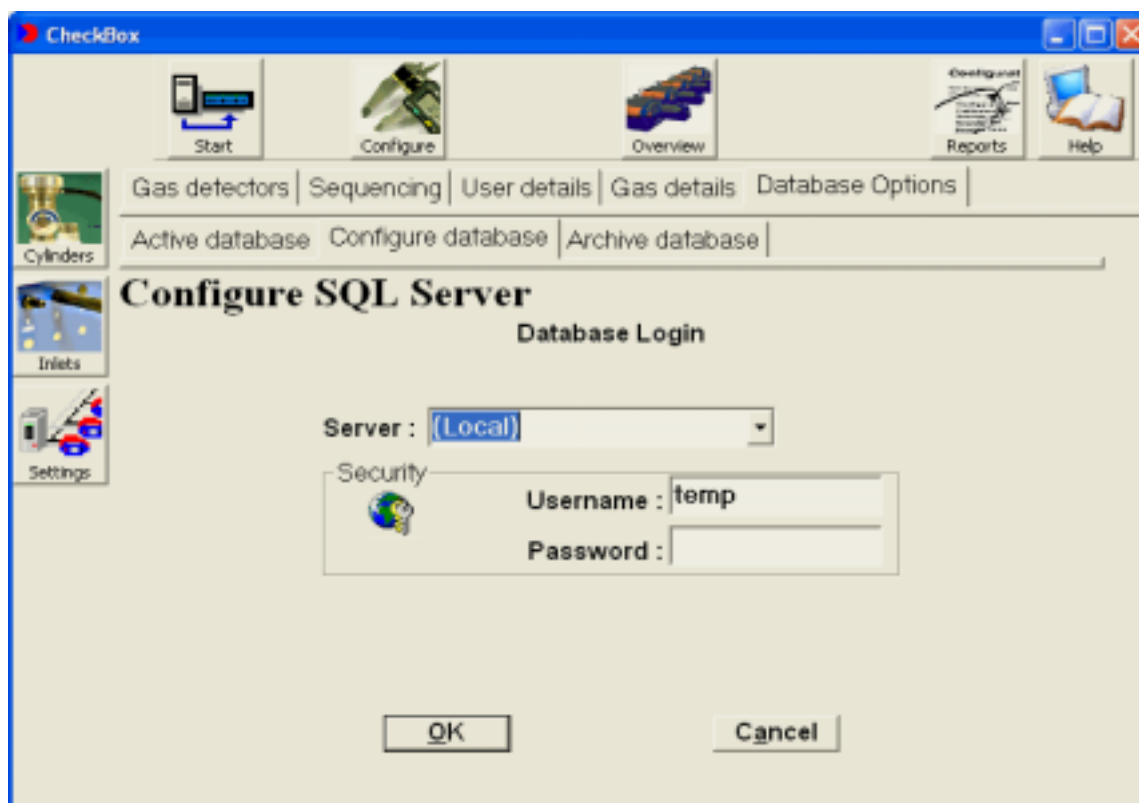 CheckBox
Start Configure Overview Reports Help
Configurat
Gas detectors Sequencing User details Gas details Database Options
Active database Configure database Archive database
Cylinders
Inlets
Settings
Configure SQL Server
Database Login
Server : (Local)
Security
Username : temp
Password :
OK Cancel